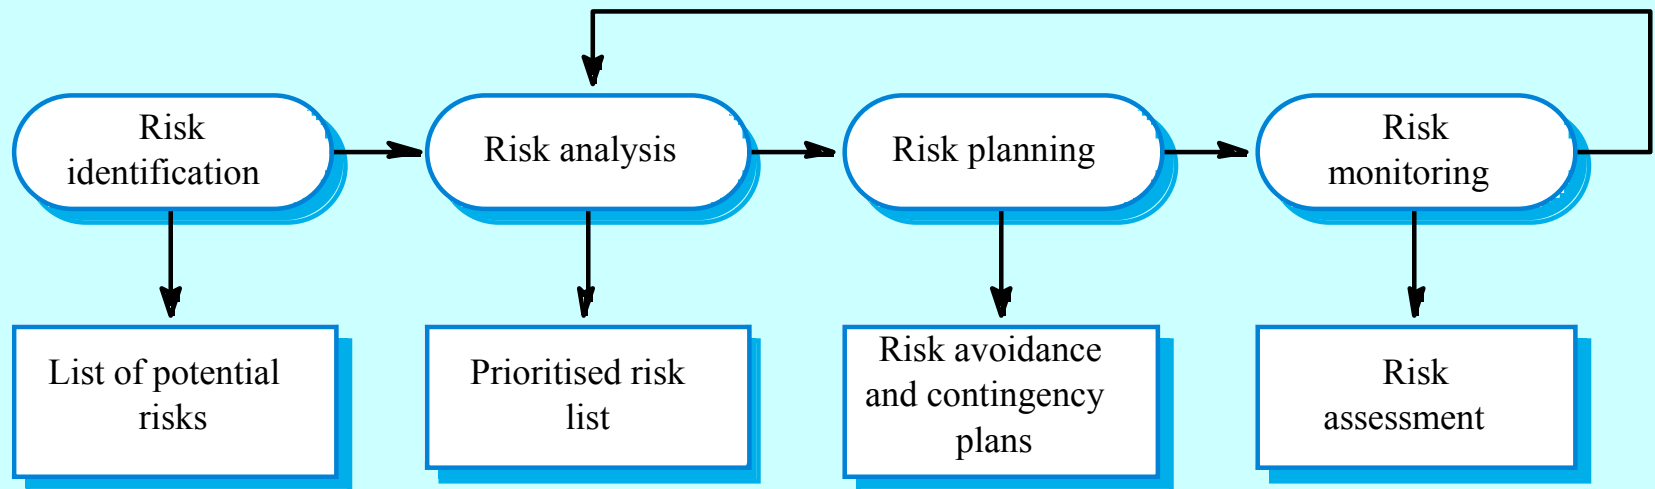 Risk
identification
Risk analysis
Risk planning
Risk
monitoring
List of potential
risks
Prioritised risk
list
Risk avoidance
and contingency
plans
Risk
assessment